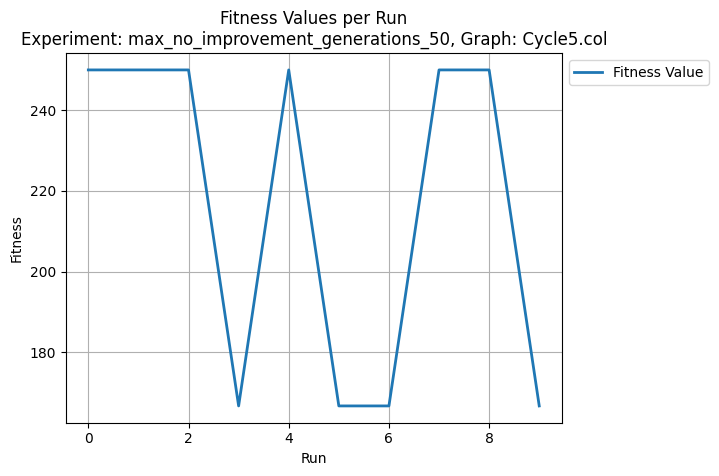 Fitness Values per Run
Experiment: max_no_improvement_generations_50, Graph: Cycle5.col
Fitness Value
240
220
200
180
Fitness
0 2 4 6 8
Run